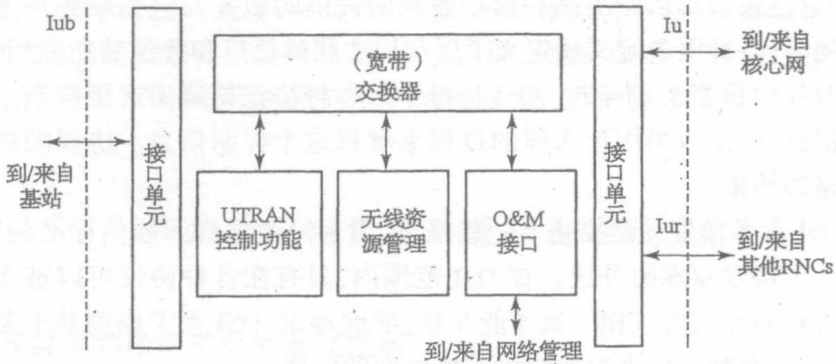 Iub
Iu
(宽带)
交换器
到/来自
核心网
到/来自
基站
接口单元
UTRAN
控制功能
无线资
源管理
O&M
接口
接口单元
Iur
到/来自
其他RNCs
到/来自网络管理